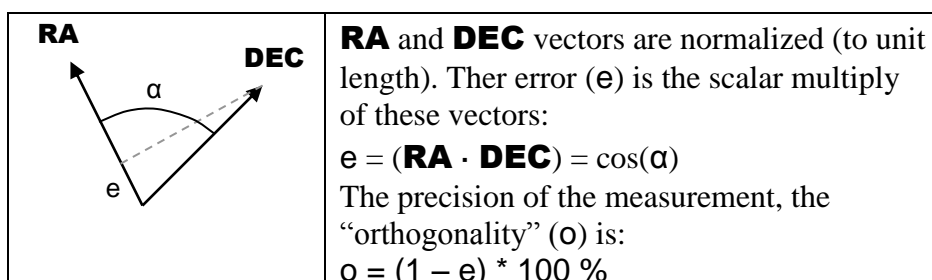 RA
DEC
α
e
RA and DEC vectors are normalized (to unit
length). Ther error (e) is the scalar multiply
of these vectors:
e = (RA · DEC) = cos(α)
The precision of the measurement, the
“orthogonality” (o) is:
o = (1 – e) * 100 %